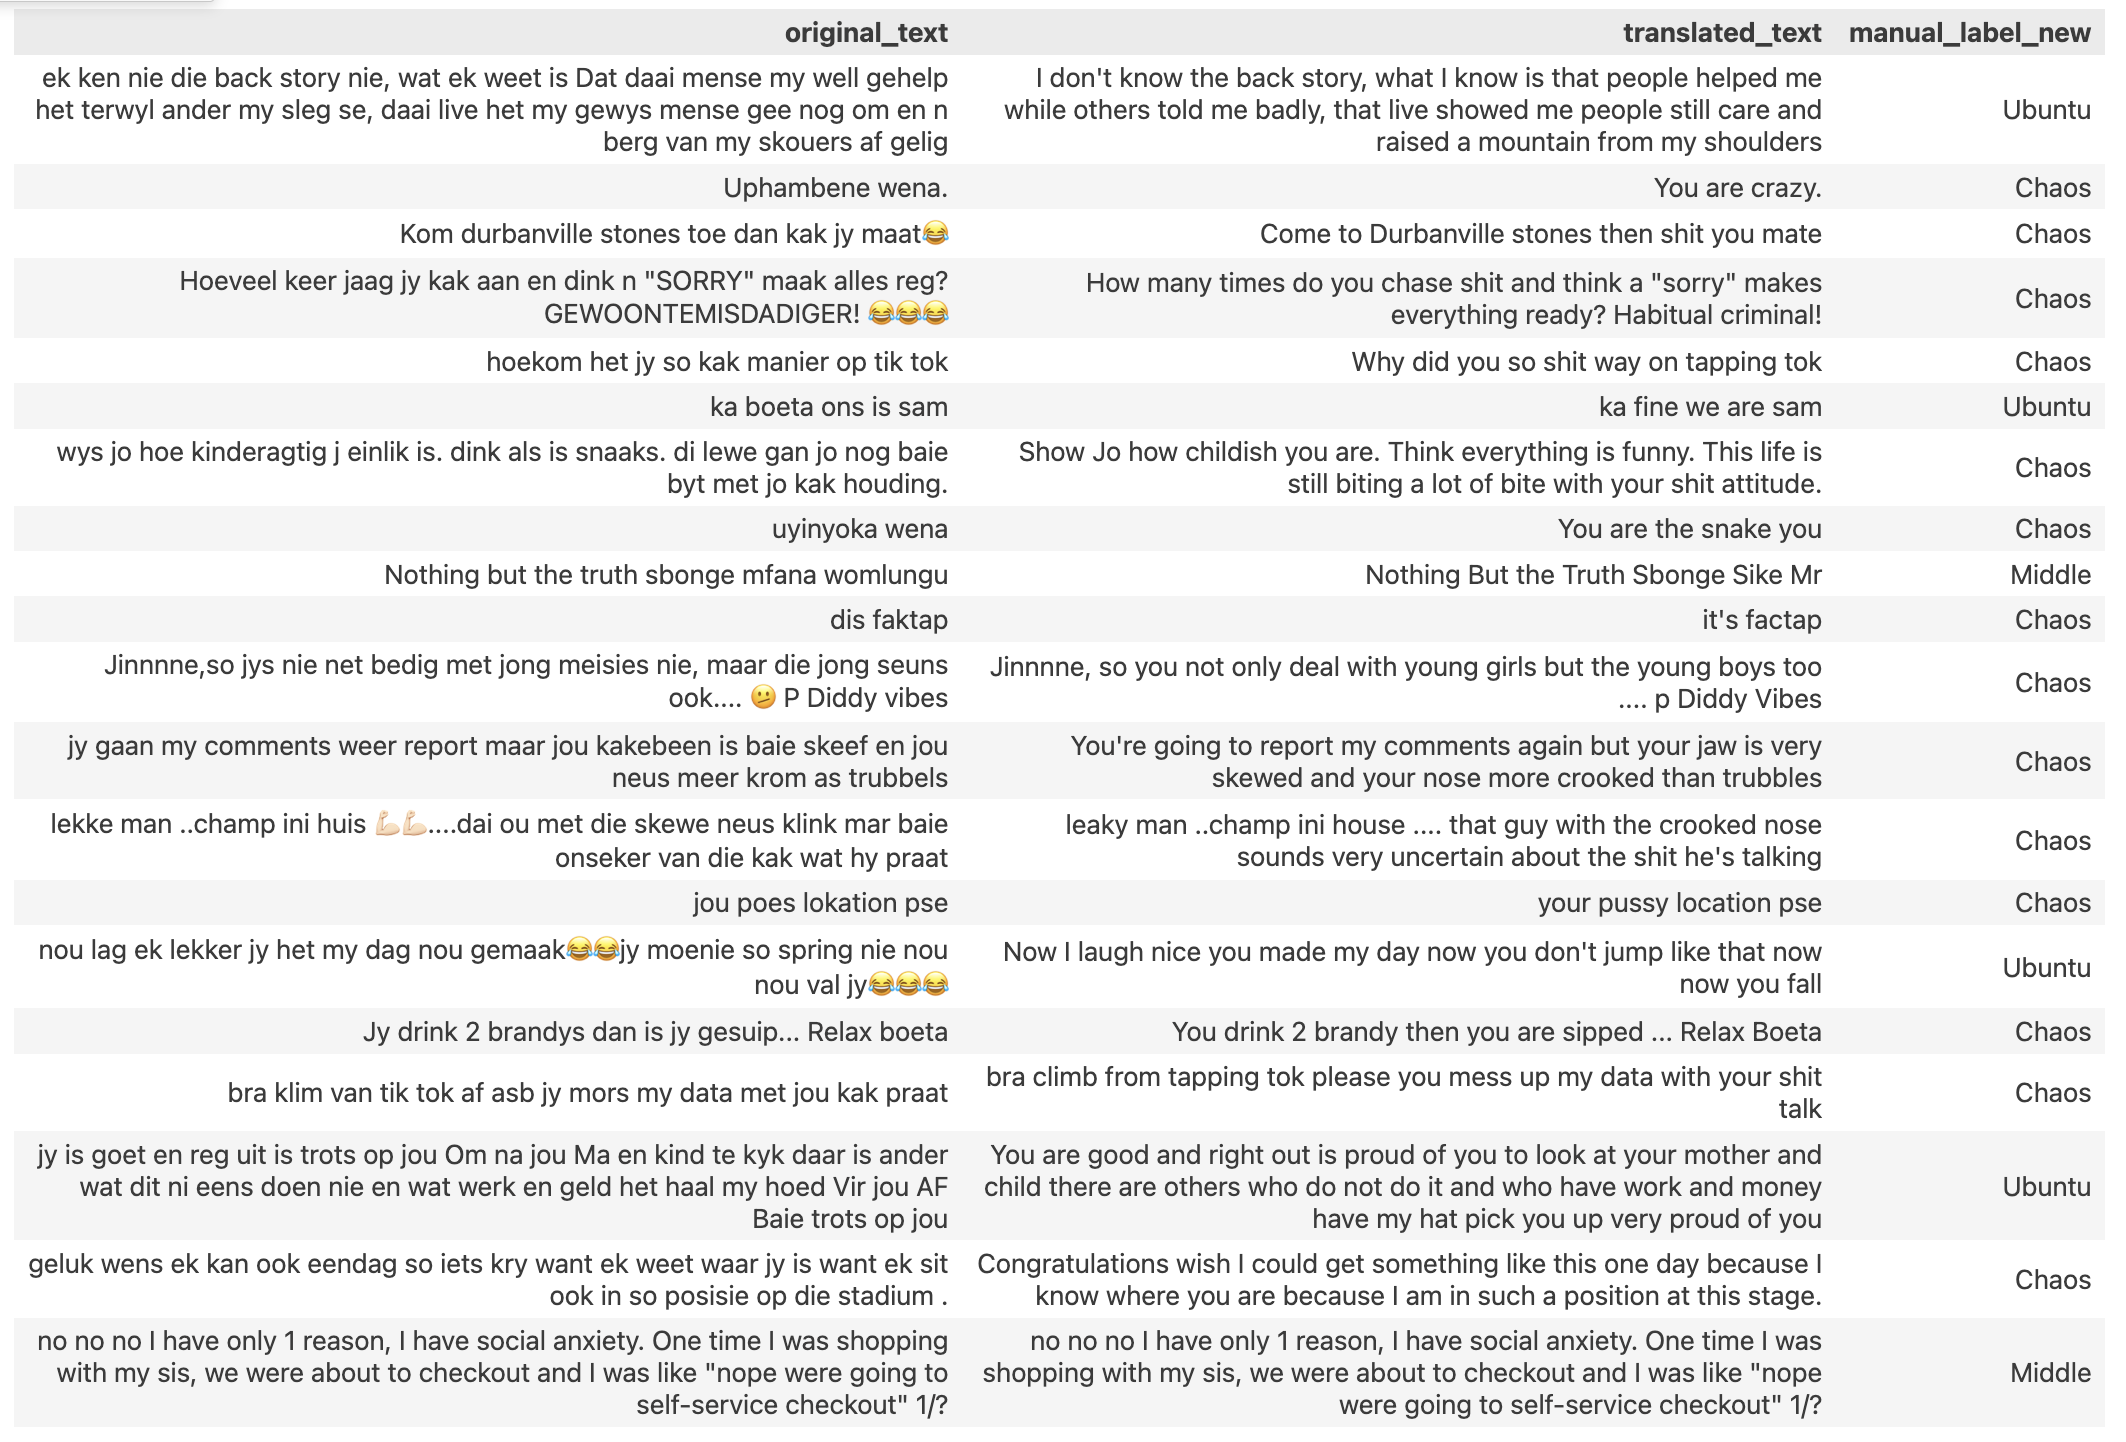 original_text translated_text manual_label_new
ek ken nie die back story nie, wat ek weet is Dat daai mense my well gehelp
het terwyl ander my sleg se, daai live het my gewys mense gee nog om en n
berg van my skouers af gelig
I don't know the back story, what I know is that people helped me
while others told me badly, that live showed me people still care and
raised a mountain from my shoulders
Ubuntu
Uphambene wena.
You are crazy.
Chaos
Kom durbanville stones toe dan kak jy maat😂
Come to Durbanville stones then shit you mate
Chaos
Hoeveel keer jaag jy kak aan en dink n "SORRY" maak alles reg?
GEWOONTEMISDADIGER! 😂😂😂
How many times do you chase shit and think a "sorry" makes
everything ready? Habitual criminal!
Chaos
hoekom het jy so kak manier op tik tok
Why did you so shit way on tapping tok
Chaos
ka boeta ons is sam
ka fine we are sam
Ubuntu
wys jo hoe kinderagtig j einlik is. dink als is snaaks. di lewe gan jo nog baie
byt met jo kak houding.
Show Jo how childish you are. Think everything is funny. This life is
still biting a lot of bite with your shit attitude.
Chaos
uyinyoka wena
You are the snake you
Chaos
Nothing but the truth sbonge mfana womlungu
Nothing But the Truth Sbonge Sike Mr
Middle
dis faktap
it's factap
Chaos
Jinnnne,so jys nie net bedig met jong meisies nie, maar die jong seuns
ook.... 🫤 P Diddy vibes
Jinnnne, so you not only deal with young girls but the young boys too
.... p Diddy Vibes
Chaos
jy gaan my comments weer report maar jou kakebeen is baie skeef en jou
neus meer krom as trubbels
You're going to report my comments again but your jaw is very
skewed and your nose more crooked than trubbles
Chaos
lekke man ..champ ini huis 💪🏻💪🏻....dai ou met die skewe neus klink mar baie
onseker van die kak wat hy praat
leaky man ..champ ini house .... that guy with the crooked nose
sounds very uncertain about the shit he's talking
Chaos
jou poes lokation pse
your pussy location pse
Chaos
nou lag ek lekker jy het my dag nou gemaak😂😂jy moenie so spring nie nou
nou val jy😂😂😂
Now I laugh nice you made my day now you don't jump like that now
now you fall
Ubuntu
Jy drink 2 brandys dan is jy gesuip... Relax boeta
You drink 2 brandy then you are sipped ... Relax Boeta
Chaos
bra klim van tik tok af asb jy mors my data met jou kak praat
bra climb from tapping tok please you mess up my data with your shit
talk
Chaos
jy is goet en reg uit is trots op jou Om na jou Ma en kind te kyk daar is ander
wat dit ni eens doen nie en wat werk en geld het haal my hoed Vir jou AF
Baie trots op jou
You are good and right out is proud of you to look at your mother and
child there are others who do not do it and who have work and money
have my hat pick you up very proud of you
Ubuntu
geluk wens ek kan ook eendag so iets kry want ek weet waar jy is want ek sit
ook in so posisie op die stadium .
Congratulations wish I could get something like this one day because I
know where you are because I am in such a position at this stage.
Chaos
no no no I have only 1 reason, I have social anxiety. One time I was shopping
with my sis, we were about to checkout and I was like "nope were going to
self-service checkout" 1/?
no no no I have only 1 reason, I have social anxiety. One time I was
shopping with my sis, we were about to checkout and I was like "nope
were going to self-service checkout" 1/?
Middle